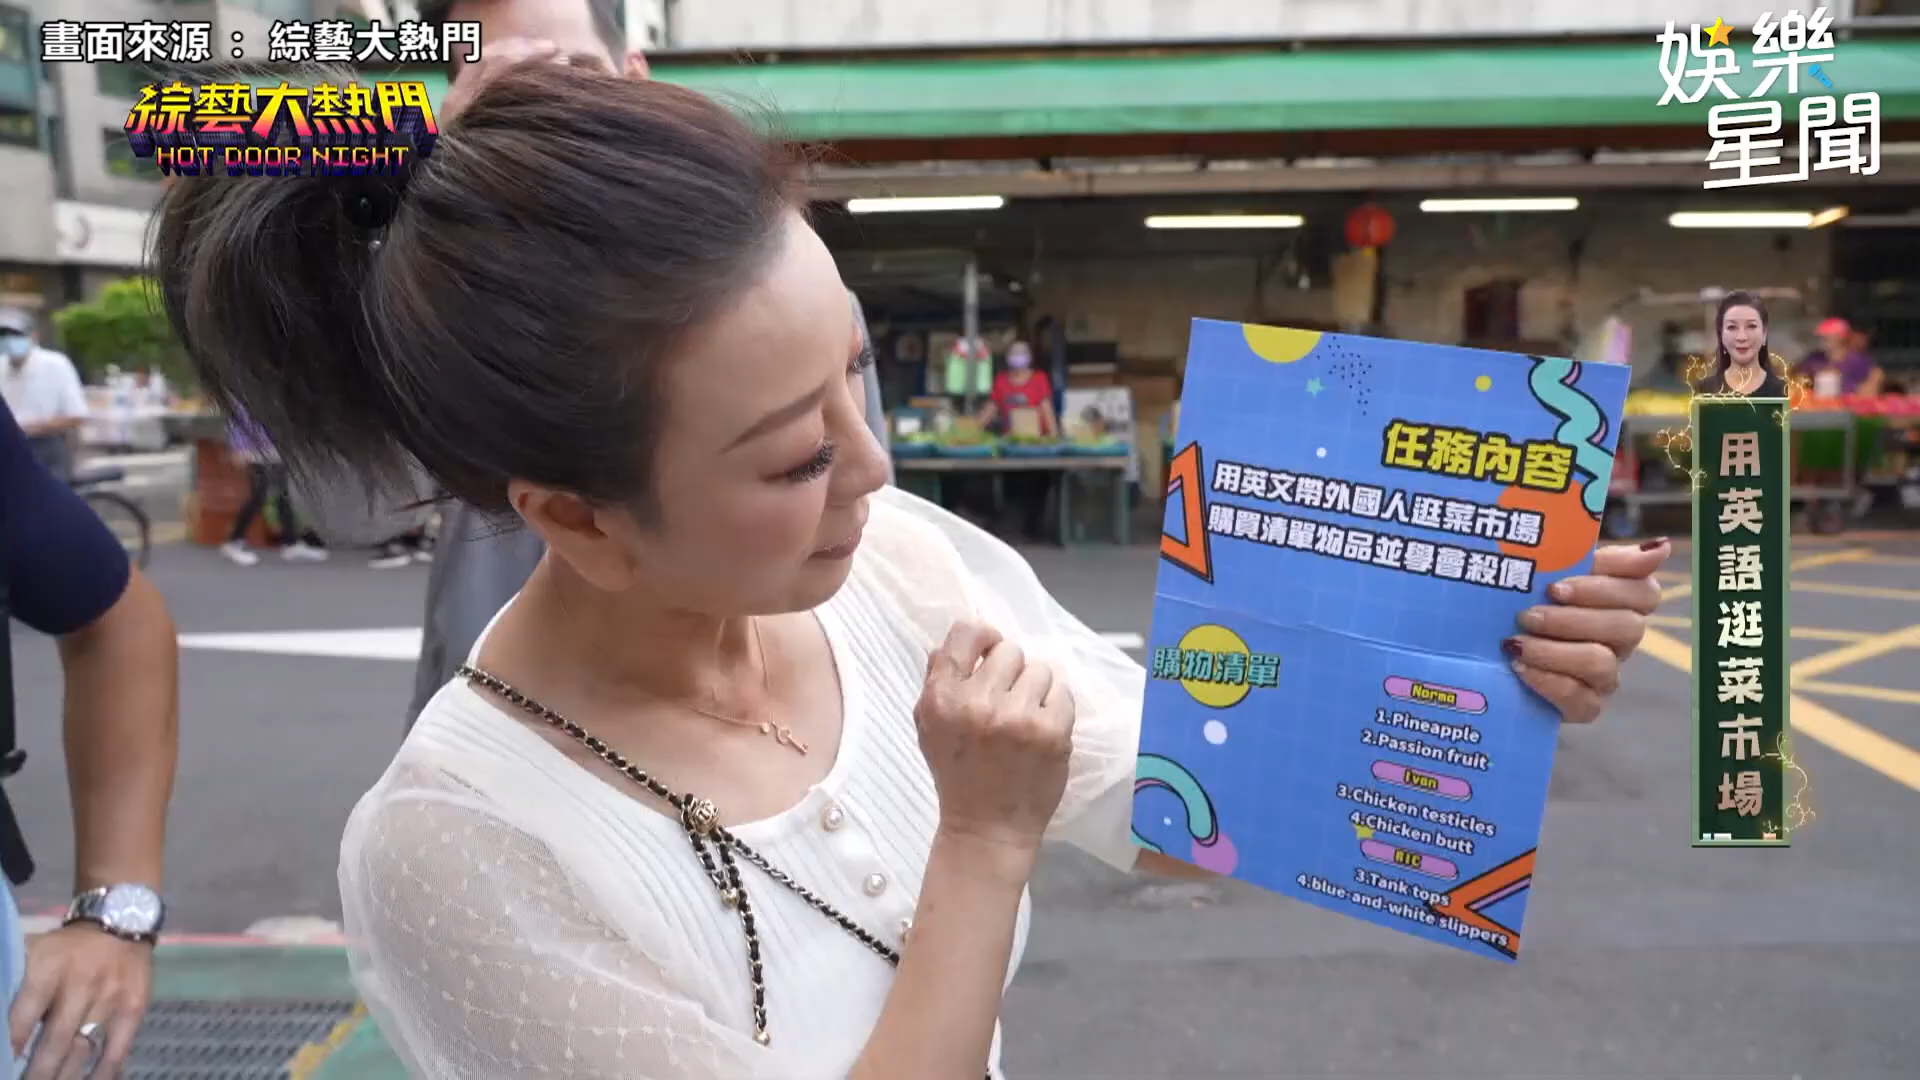 畫面來源 : 綜藝大熱門
綜藝大熱門
HOT DOOR NIGHT
娛樂
星聞
任務內容
用英文帶外國人逛菜市場
購買清單物品並學會殺價
購物清單
Norma
1.Pineapple
2.Passion fruit
Ivan
3.Chicken testicles
4.Chicken butt
RIC
3.Tank tops
4.blue-and-white slippers
用英語逛菜市場